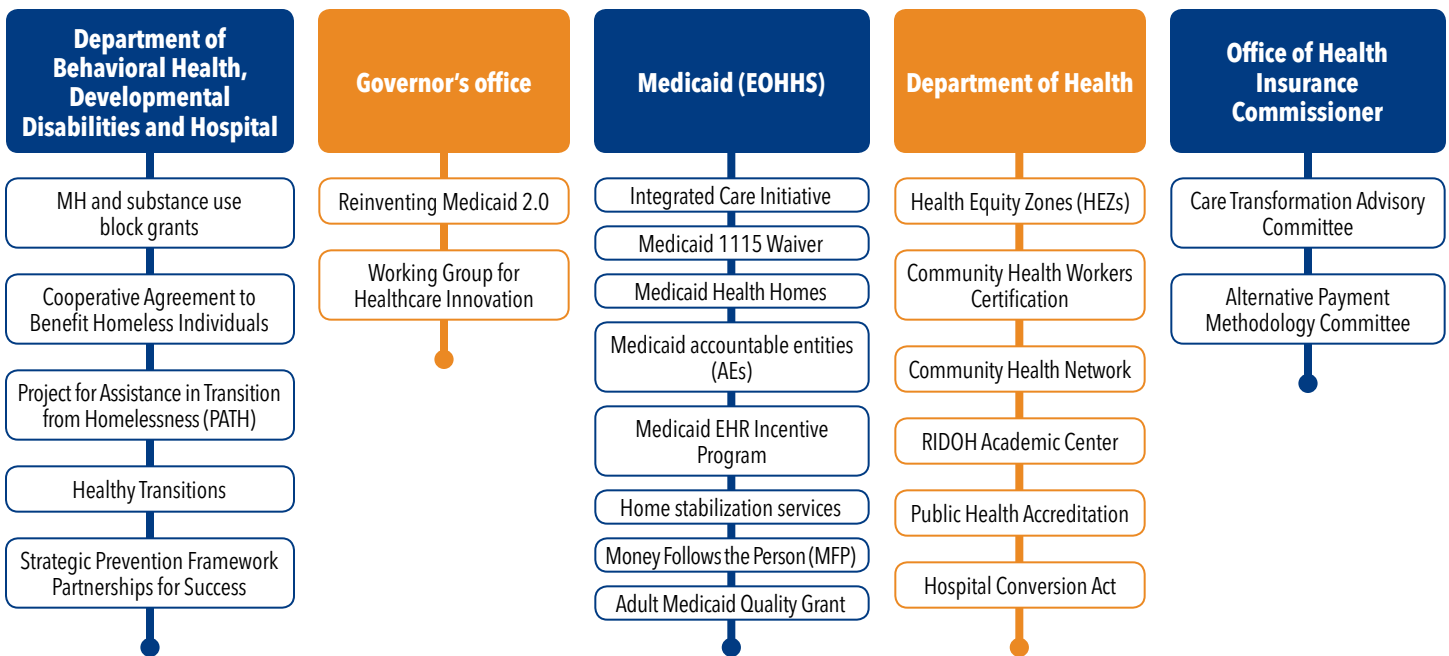 Department of
Behavioral Health,
Developmental
Disabilities and Hospital
MH and substance use
block grants
Cooperative Agreement to
Benefit Homeless Individuals
Project for Assistance in Transition
from Homelessness (PATH)
Healthy Transitions
Strategic Prevention Framework
Partnerships for Success
Governor's office
Reinventing Medicaid 2.0
Working Group for
Healthcare Innovation
Medicaid (EOHHS)
Integrated Care Initiative
Medicaid 1115 Waiver
Medicaid Health Homes
Medicaid accountable entities
(AEs)
Medicaid EHR Incentive
Program
Home stabilization services
Money Follows the Person (MFP)
Adult Medicaid Quality Grant
Department of Health
Health Equity Zones (HEZs)
Community Health Workers
Certification
Community Health Network
RIDOH Academic Center
Public Health Accreditation
Hospital Conversion Act
Office of Health
Insurance
Commissioner
Care Transformation Advisory
Committee
Alternative Payment
Methodology Committee